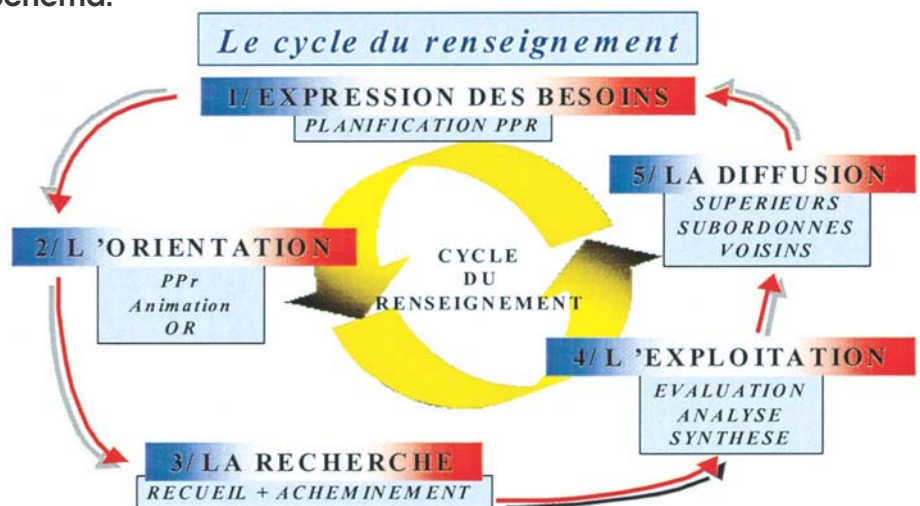 schéma.
Le cycle du renseignement
1/ EXPRESSION DES BESOINS
PLANIFICATION PPR
2/ L 'ORIENTATION
PPr
Animation
OR
3/ LA RECHERCHE
RECUEIL + ACHEMINEMENT
4/ L 'EXPLOITATION
EVALUATION
ANALYSE
SYNTHESE
5/ LA DIFFUSION
SUPERIEURS
SUBORDONNES
VOISINS
CYCLE
DU
RENSEIGNEMENT